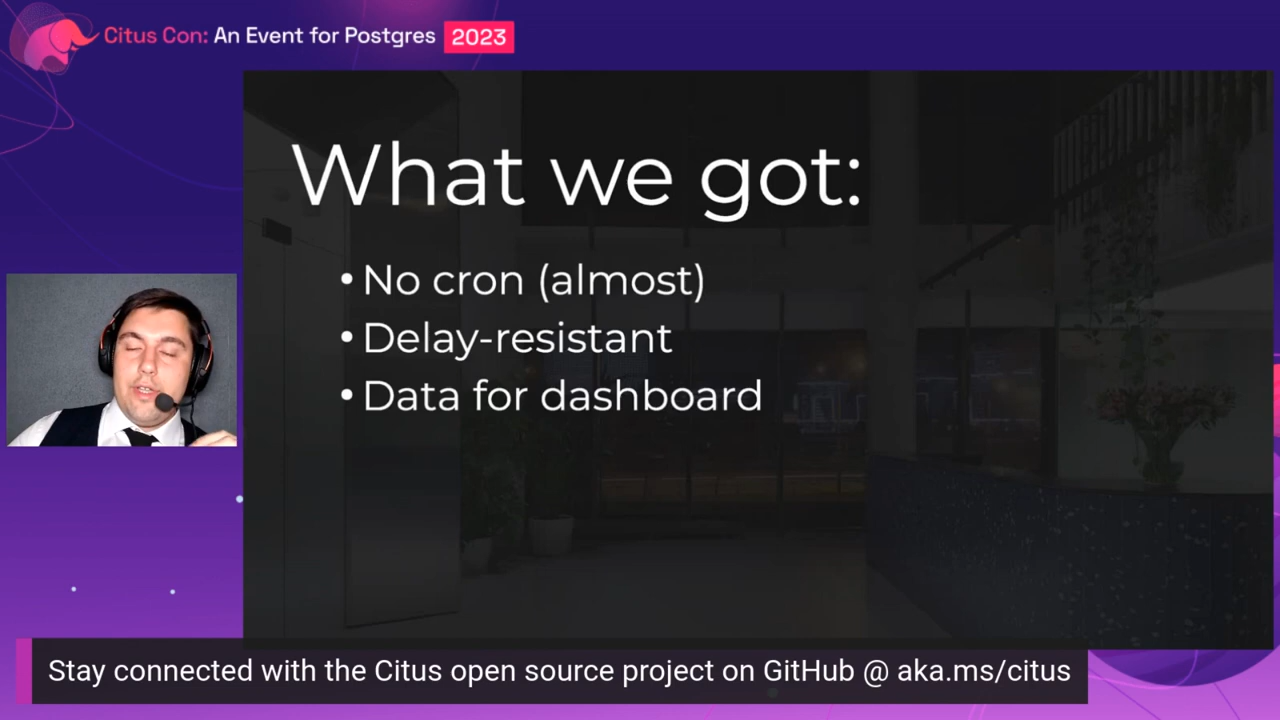 Citus Con: An Event for Postgres 2023
What we got:
• No cron (almost)
• Delay-resistant
• Data for dashboard
Stay connected with the Citus open source project on GitHub @ aka.ms/citus